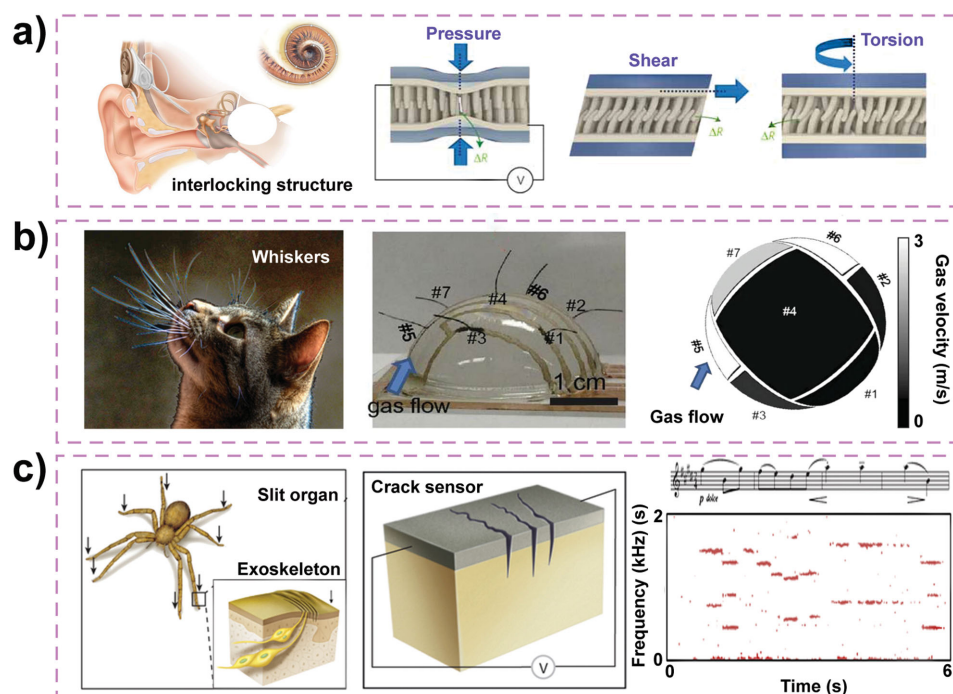 a)
Pressure
Shear
Torsion
ΔR
ΔR
ΔR
V
interlocking structure
b)
Whiskers
#7
#4
#6
#2
#5
#3
#1
gas flow
1 cm
#6
#7
#2
#4
#5
#1
#3
Gas flow
3
0
Gas velocity (m/s)
c)
Slit organ
Exoskeleton
Crack sensor
V
p dolce
Frequency (kHz) (s)
2
0
0
6
Time (s)